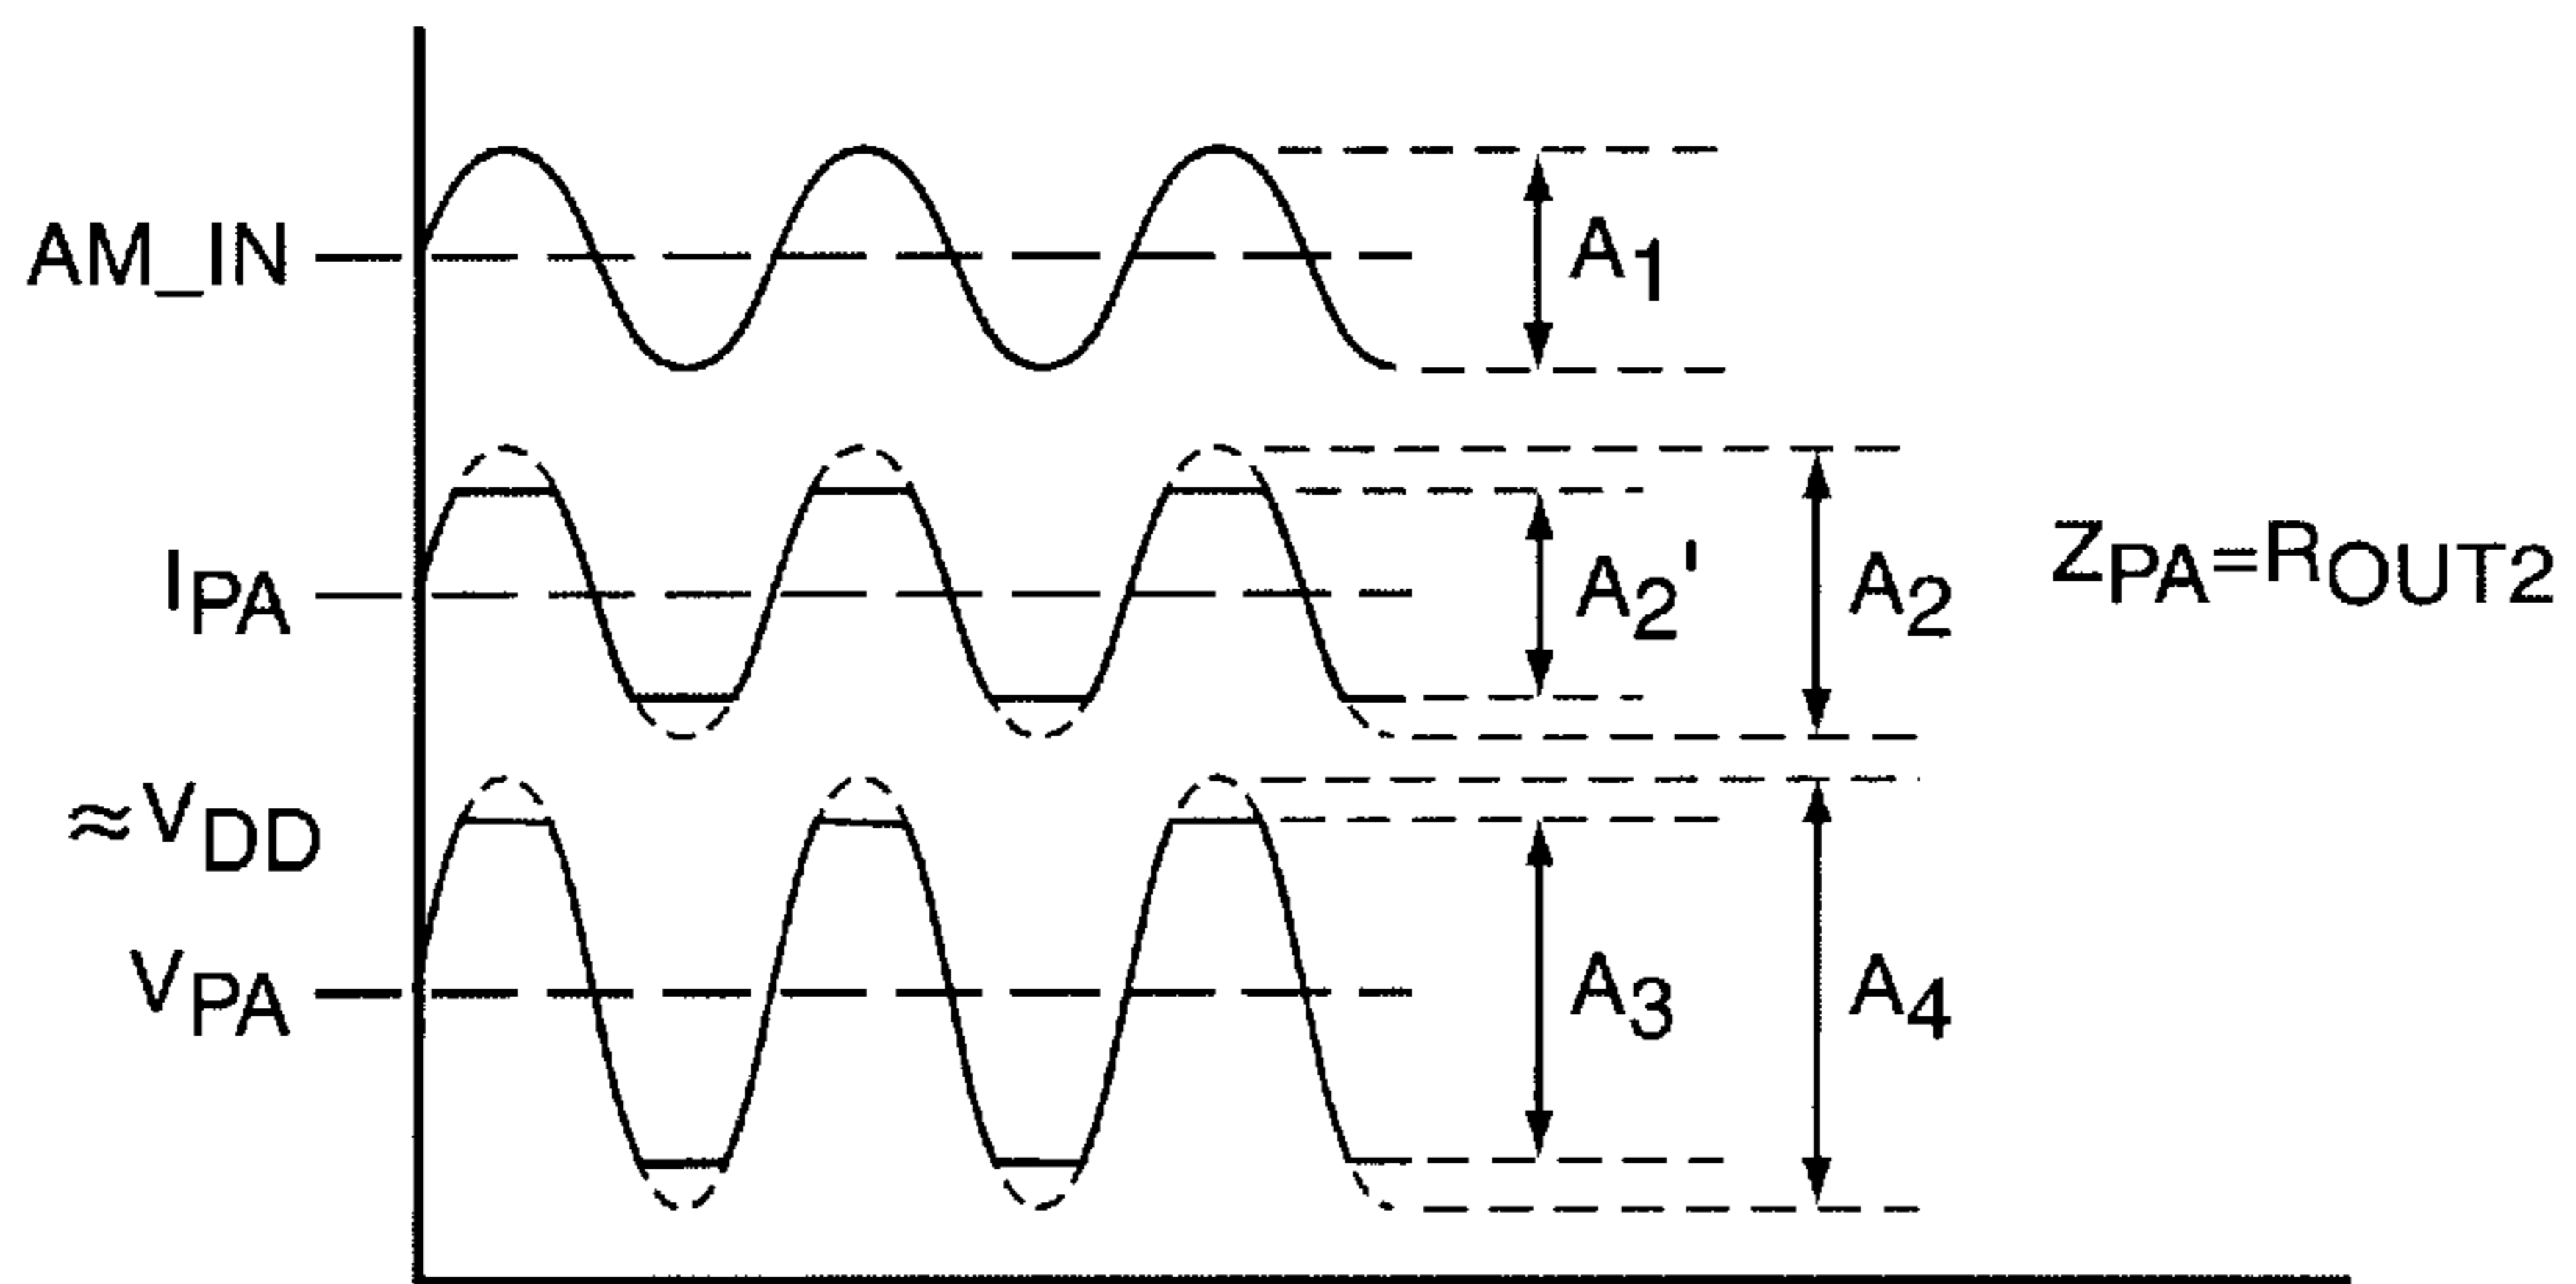 AM_IN
A1
IPA
A2'
A2
ZPA=ROUT2
≈VDD
VPA
A3
A4